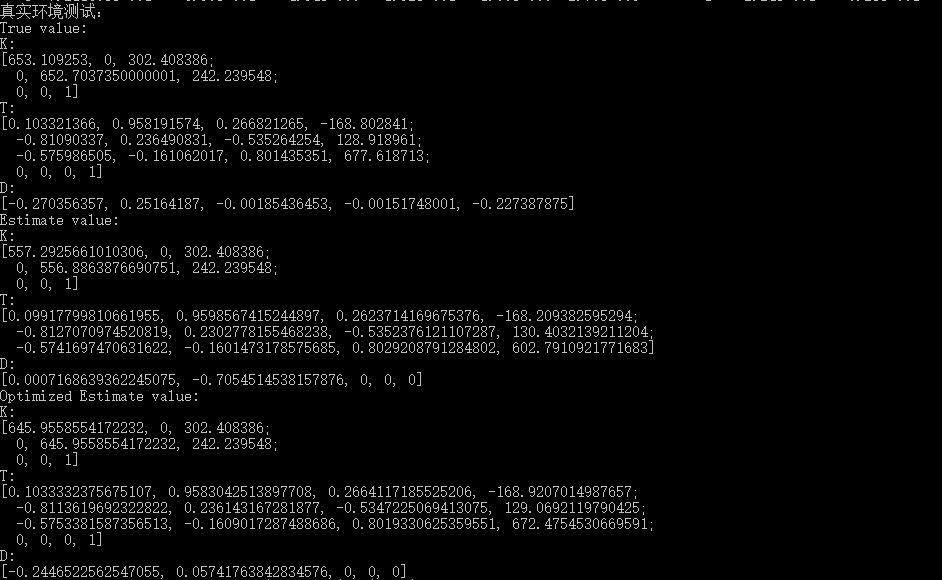 真实环境测试:
True value:
K:
[653.109253, 0, 302.408386;
0, 652.7037350000001, 242.239548;
0, 0, 1]
T:
[0.103321366, 0.958191574, 0.266821265, -168.802841;
-0.81090337, 0.236490831, -0.535264254, 128.918961;
-0.575986505, -0.161062017, 0.801435351, 677.618713;
0, 0, 0, 1]
D:
[-0.270356357, 0.25164187, -0.00185436453, -0.00151748001, -0.227387875]
Estimate value:
K:
[557.2925661010306, 0, 302.408386;
0, 556.8863876690751, 242.239548;
0, 0, 1]
T:
[0.09917799810661955, 0.9598567415244897, 0.2623714169675376, -168.209382595294;
-0.8127070974520819, 0.2302778155468238, -0.5352376121107287, 130.4032139211204;
-0.5741697470631622, -0.1601473178575685, 0.8029208791284802, 602.7910921771683]
D:
[0.0007168639362245075, -0.7054514538157876, 0, 0, 0]
Optimized Estimate value:
K:
[645.9558554172232, 0, 302.408386;
0, 645.9558554172232, 242.239548;
0, 0, 1]
T:
[0.1033332375675107, 0.9583042513897708, 0.2664117185525206, -168.9207014987657;
-0.8113619692322822, 0.236143167281877, -0.5347225069413075, 129.0692119790425;
-0.5753381587356513, -0.1609017287488686, 0.8019330625359551, 672.4754530669591;
0, 0, 0, 1]
D:
[-0.2446522562547055, 0.05741763842834576, 0, 0, 0]